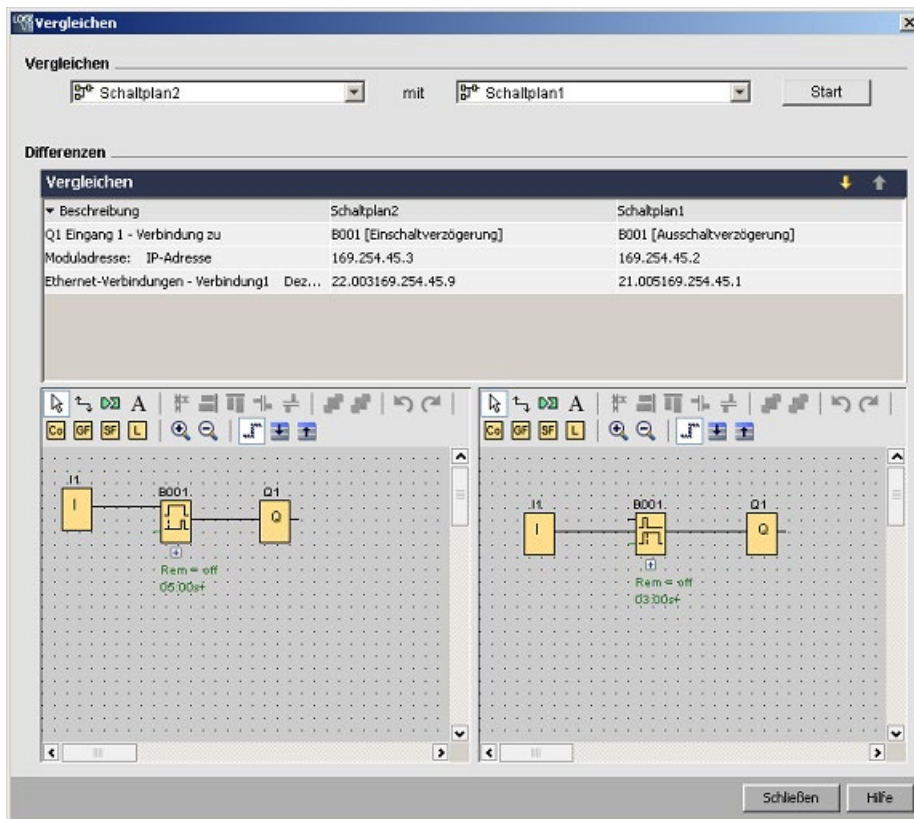 Vergleichen
Vergleichen
Schaltplan2 mit Schaltplan1 Start
Differenzen
Vergleichen
Beschreibung Schaltplan2 Schaltplan1
Q1 Eingang 1 - Verbindung zu B001 [Einschaltverzögerung] B001 [Ausschaltverzögerung]
Moduladresse: IP-Adresse 169.254.45.3 169.254.45.2
Ethernet-Verbindungen - Verbindung1 Dez... 22.003169.254.45.9 21.005169.254.45.1
A
Co GF SF L
I1 B001 Q1
I Q
Rem = off
05:00s+
A
Co GF SF L
I1 B001 Q1
I Q
Rem = off
03:00s+
Schließen Hilfe